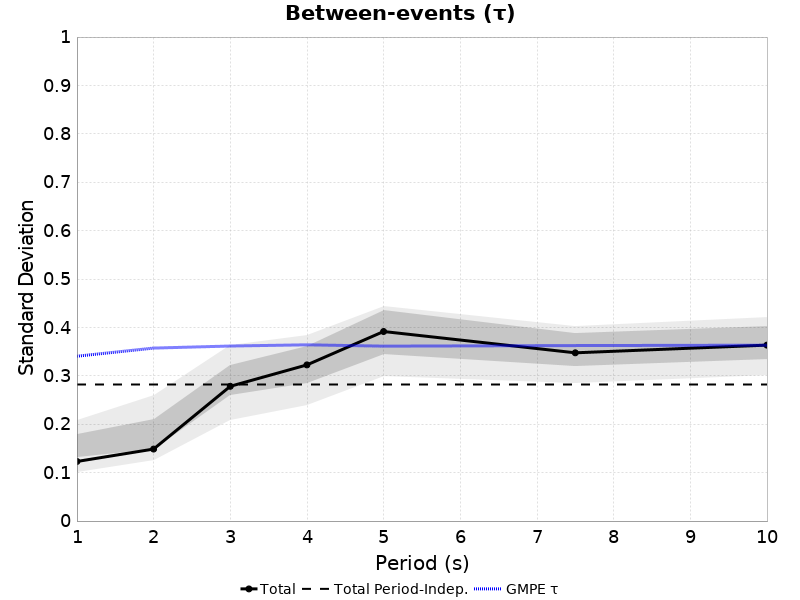 Between-events (τ)
Standard Deviation
1
0.9
0.8
0.7
0.6
0.5
0.4
0.3
0.2
0.1
0
1 2 3 4 5 6 7 8 9 10
Period (s)
Total Total Period-Indep. GMPE τ